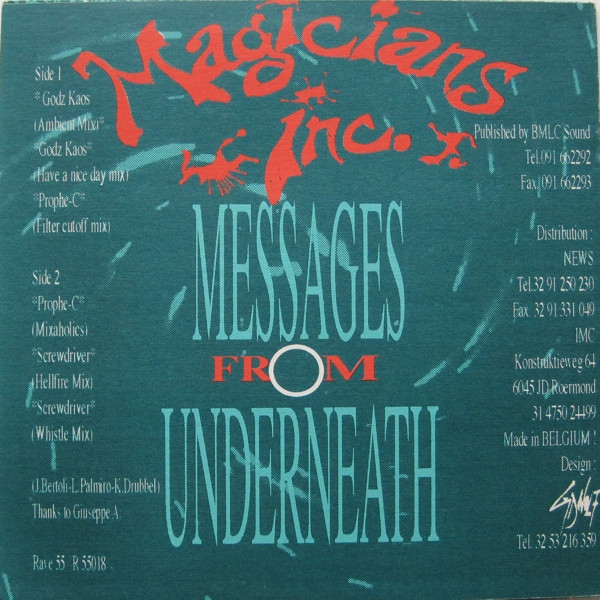 Magicians
inc.
MESSAGES
FROM
UNDERNEATH
Side 1
"Godz Kaos
(Ambient Mix)"
"Godz Kaos"
(Have a nice day mix)
"Prophe-C"
(Filter cutoff mix)
Side 2
"Prophe-C"
(Mixaholics)
"Screwdriver"
(Hellfire Mix)
"Screwdriver"
(Whistle Mix)
(J.Bertoli-L.Palmiro-K.Drubbel)
Thanks to Giuseppe A.
Rave 55 R 55018
Published by BMLC Sound
Tel.091 662292
Fax. 091 662293
Distribution :
NEWS
Tel.32 91 250 230
Fax. 32 91 331 049
IMC
Konstruktieweg 64
6045 JD Roermond
31 4750 24199
Made in BELGIUM !
Design :
Tel. 32 53 216 359